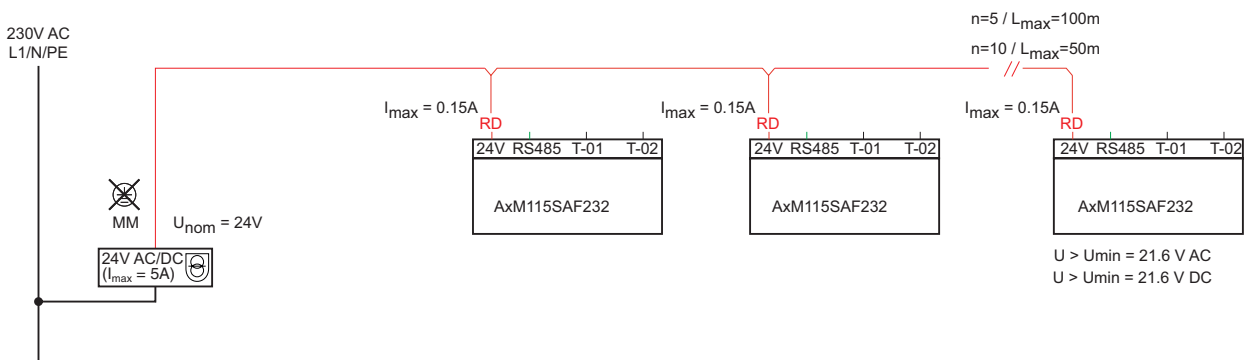 230V AC
L1/N/PE
n=5 / Lmax=100m
n=10 / Lmax=50m
Imax = 0.15A
RD
Imax = 0.15A
RD
Imax = 0.15A
RD
24V RS485 T-01 T-02
24V RS485 T-01 T-02
24V RS485 T-01 T-02
AxM115SAF232
AxM115SAF232
AxM115SAF232
MM
Unom = 24V
24V AC/DC
(Imax = 5A)
U > Umin = 21.6 V AC
U > Umin = 21.6 V DC